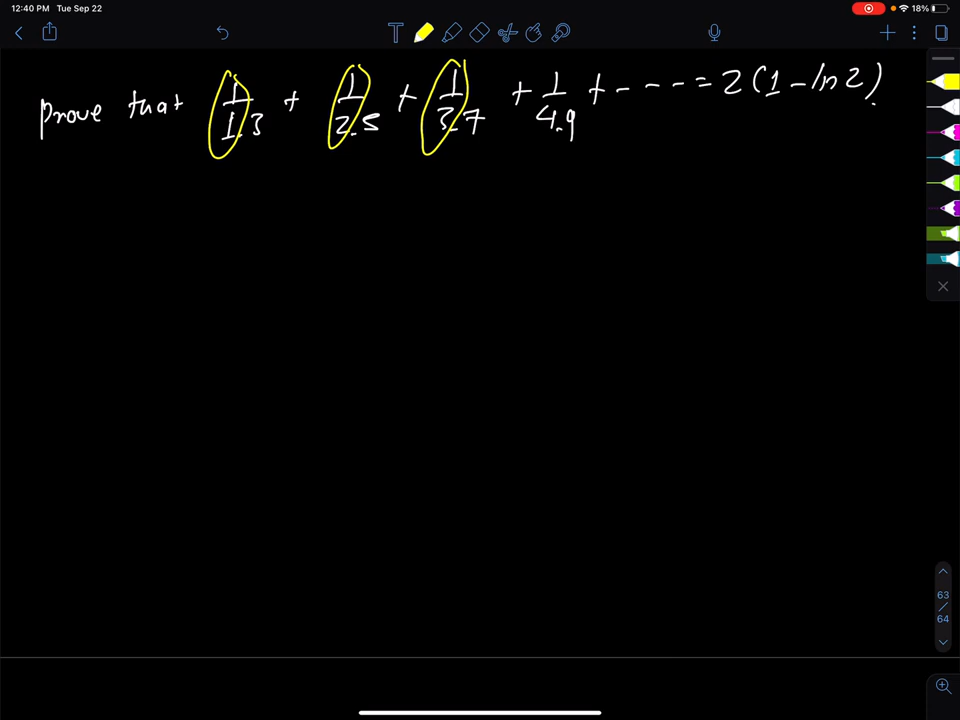 12:40 PM Tue Sep 22 18%
prove that 1/1.3 + 1/2.5 + 1/3.7 + 1/4.9 + - - - - = 2(1-ln2).
63/64